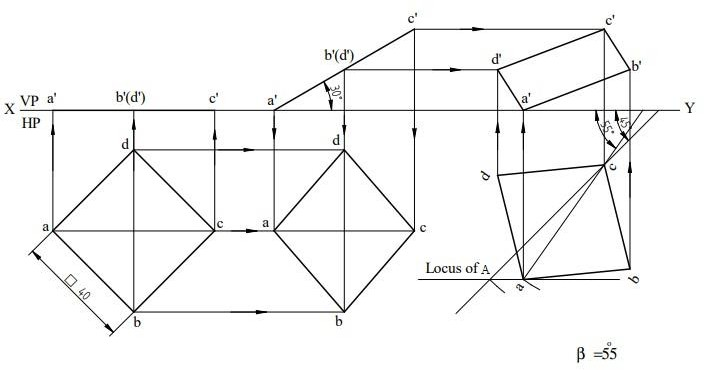 c' c'
b'(d') d' b'
X VP a' b'(d') c' a' 30° a' Y
HP
55° 45°
d d
c
d
a c a c
Locus of A
□ 40
a b
b b
β =55°